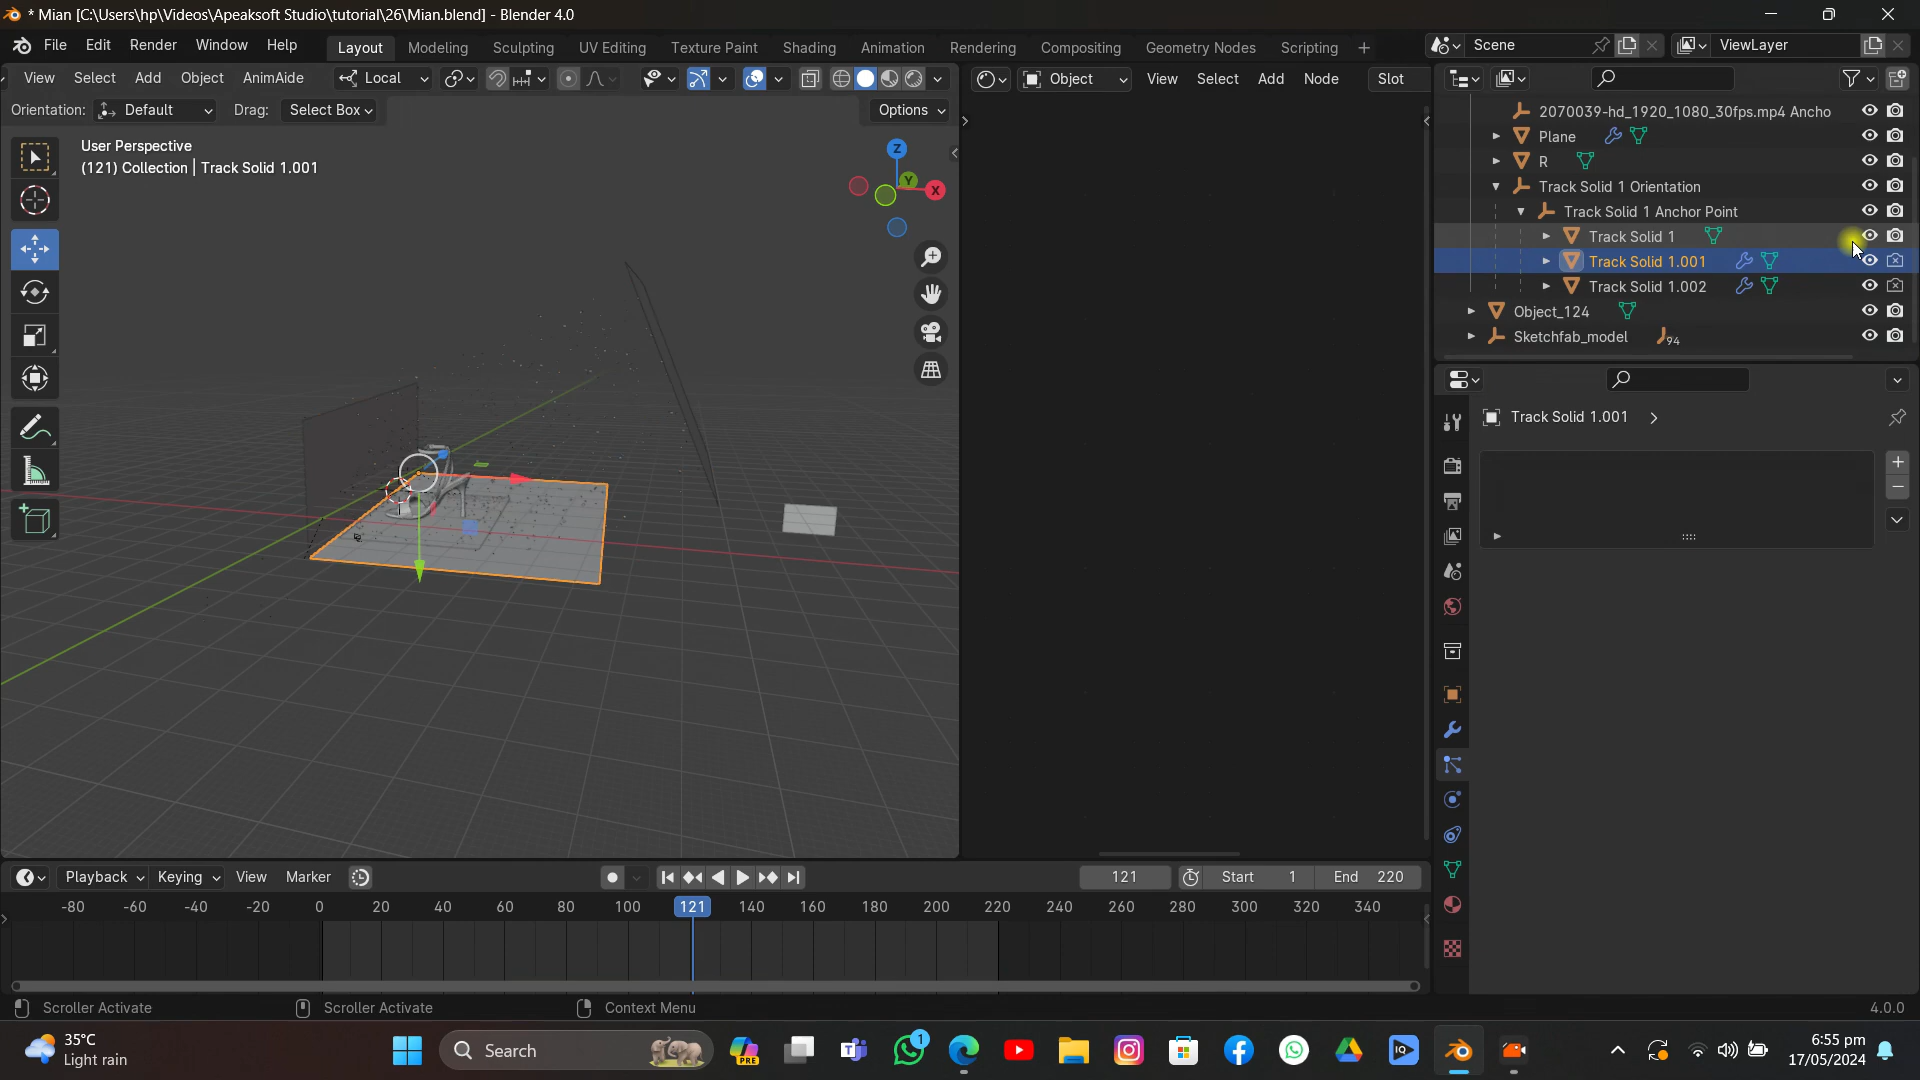 * Mian [C:\Users\hp\Videos\Apeaksoft Studio\tutorial\26\Mian.blend] - Blender 4.0
File Edit Render Window Help Layout Modeling Sculpting UV Editing Texture Paint Shading Animation Rendering Compositing Geometry Nodes Scripting + Scene ViewLayer
View Select Add Object AnimAide Local Object View Select Add Node Slot
Orientation: Default Drag: Select Box Options
User Perspective
(121) Collection | Track Solid 1.001
Z
Y
X
2070039-hd_1920_1080_30fps.mp4 Ancho
Plane
R
Track Solid 1 Orientation
Track Solid 1 Anchor Point
Track Solid 1
Track Solid 1.001
Track Solid 1.002
Object_124
Sketchfab_model 94
Track Solid 1.001
Playback Keying View Marker 121 Start 1 End 220
-80 -60 -40 -20 0 20 40 60 80 100 121 140 160 180 200 220 240 260 280 300 320 340
Scroller Activate Scroller Activate Context Menu 4.0.0
35°C
Light rain
Search
PRE
1
IQ
6:55 pm
17/05/2024